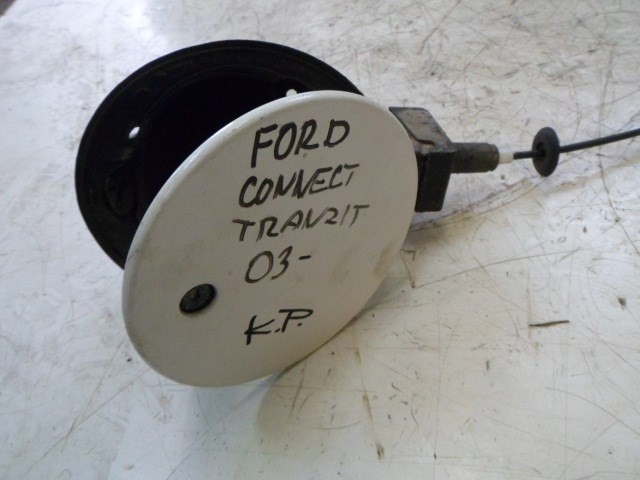 FORD
CONNECT
TRANZIT
03-
K.P.